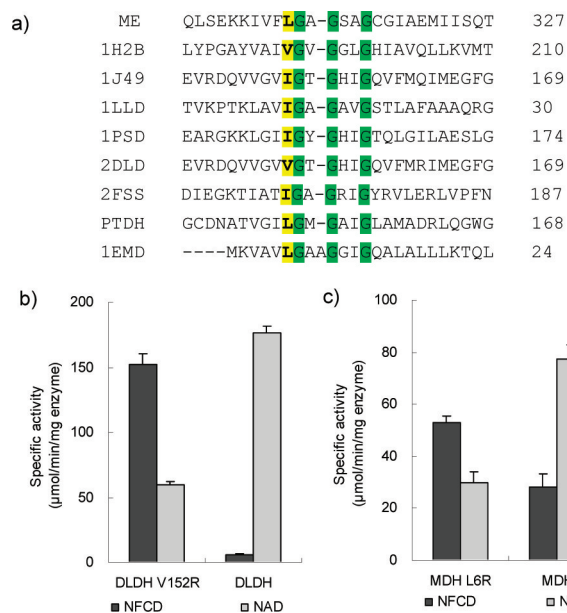 a)
ME QLSEKKIVFLGA-GSAGCGIAEMIISQT 327
1H2B LYPGAYVAIVGV-GGLGHIAVQLLKVMT 210
1J49 EVRDQVVGVIGT-GHIGQVFMQIMEGFG 169
1LLD TVKPTKLAVIGA-GAVGSTLAFAAAQRG 30
1PSD EARGKKLGIIGY-GHIGTQLGILAESLG 174
2DLD EVRDQVVGVVGT-GHIGQVFMRIMEGFG 169
2FSS DIEGKTIATIGA-GRIGYRVLERLVPFN 187
PTDH GCDNATVGILGM-GAIGLAMADRLQGWG 168
1EMD ----MKVAVLGAAGGIGQALALLLKTQL 24
b)
Specific activity
(μmol/min/mg enzyme)
200
150
100
50
0
DLDH V152R DLDH
NFCD NAD
c)
Specific activity
(μmol/min/mg enzyme)
100
80
60
40
20
0
MDH L6R
NFCD